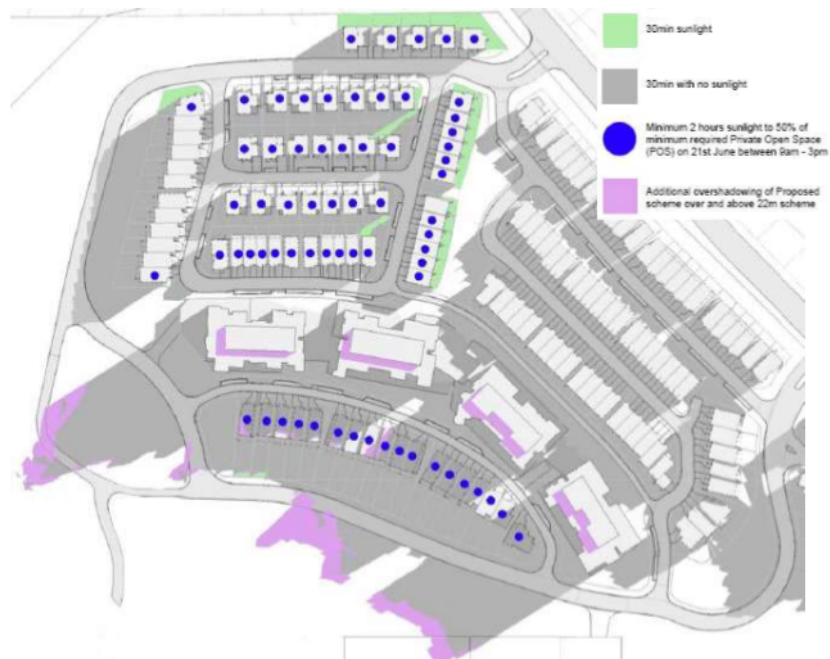 30min sunlight
30min with no sunlight
Minimum 2 hours sunlight to 50% of
minimum required Private Open Space
(POS) on 21st June between 9am - 3pm
Additional overshadowing of Proposed
scheme over and above 22m scheme